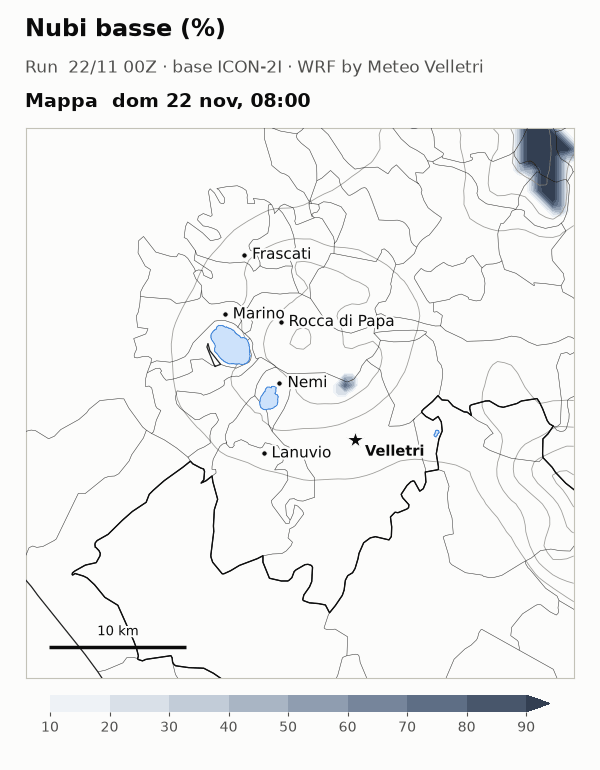 Nubi basse (%)
Run  22/11 00Z · base ICON-2I · WRF by Meteo Velletri
Mappa  dom 22 nov, 08:00
Frascati
Marino
Rocca di Papa
Nemi
Velletri
Lanuvio
10 km
10 20 30 40 50 60 70 80 90